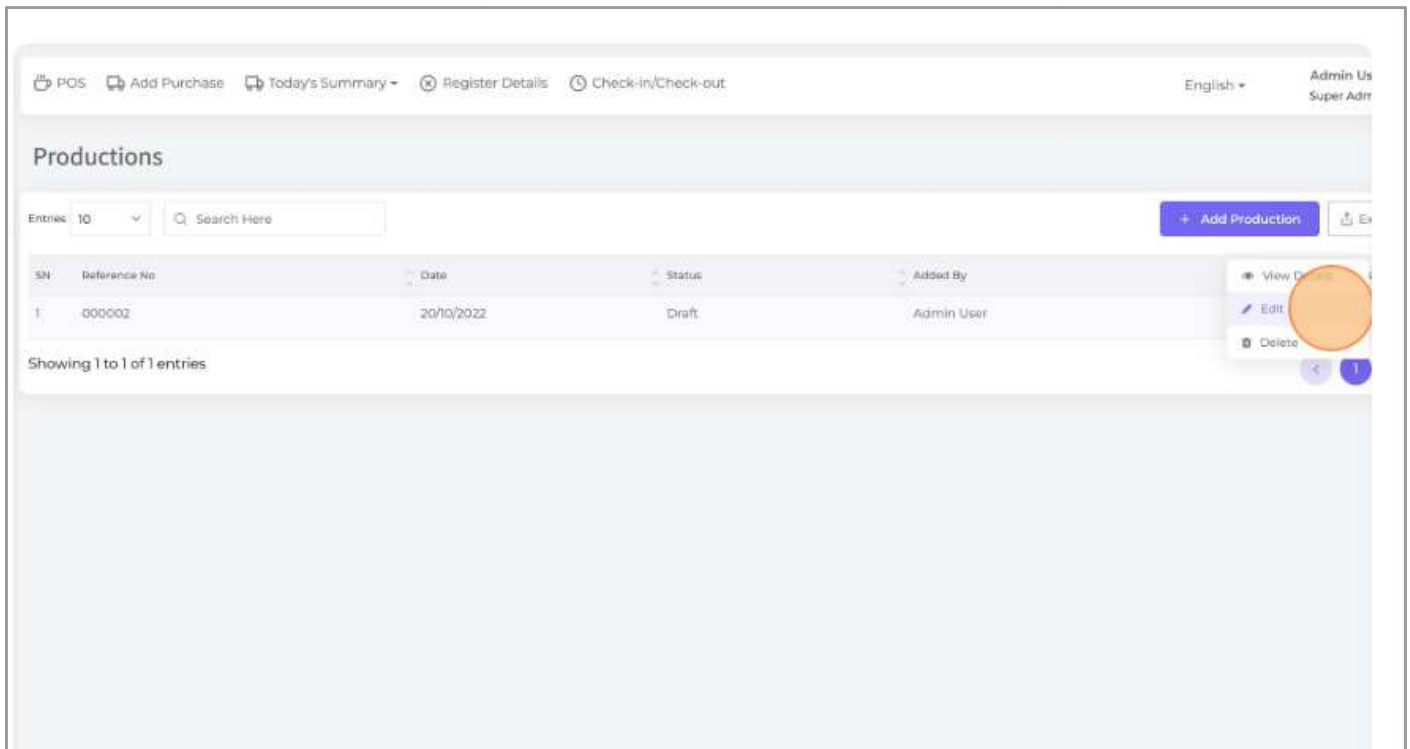 POS Add Purchase Today's Summary Register Details Check-in/Check-out English Admin Us
Super Adm
Productions
Entries 10 Search Here + Add Production Ex
SN Reference No Date Status Added By View
1 000002 20/10/2022 Draft Admin User Edit
Delete
Showing 1 to 1 of 1 entries < 1